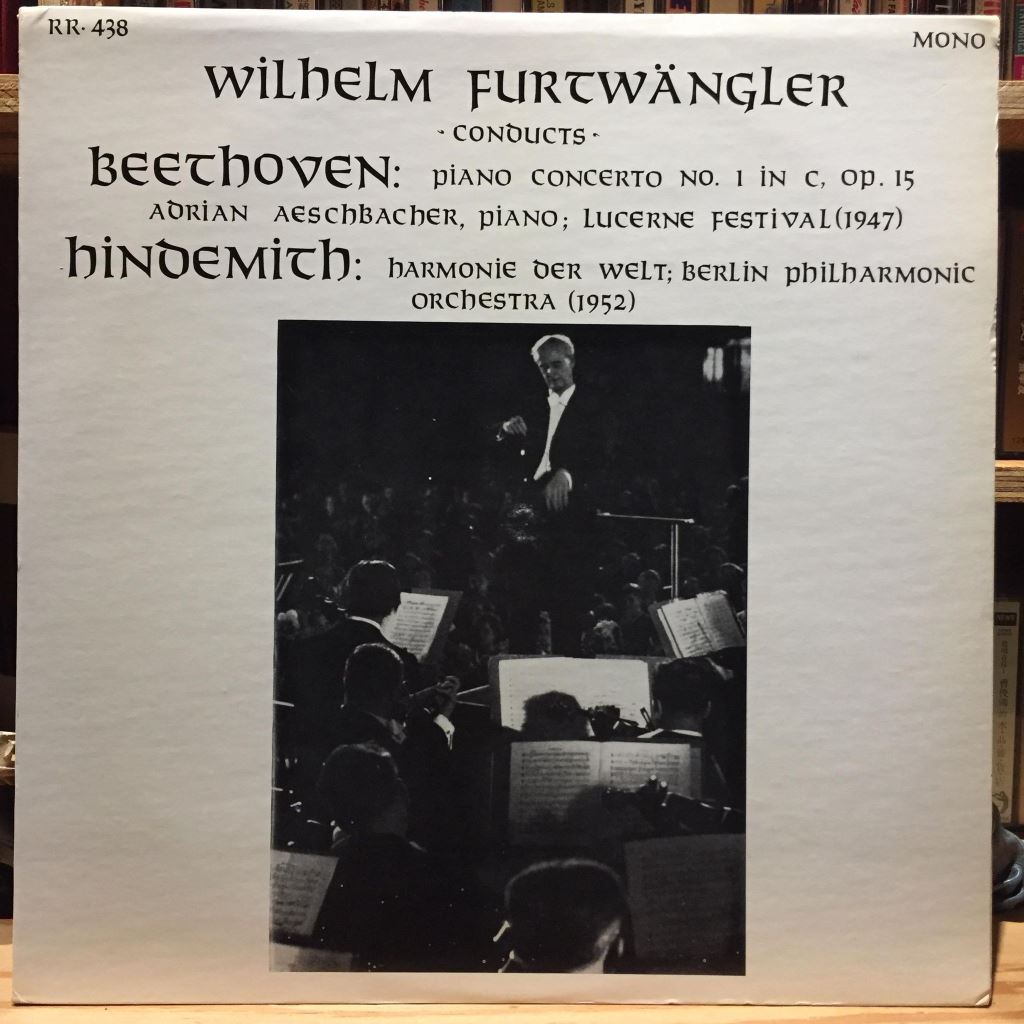 RR·438
MONO
WILHELM FURTWÄNGLER
·CONDUCTS·
BEETHOVEN: PIANO CONCERTO NO. 1 IN C, OP. 15
ADRIAN AESCHBACHER, PIANO; LUCERNE FESTIVAL (1947)
HINDEMITH: HARMONIE DER WELT; BERLIN PHILHARMONIC
ORCHESTRA (1952)